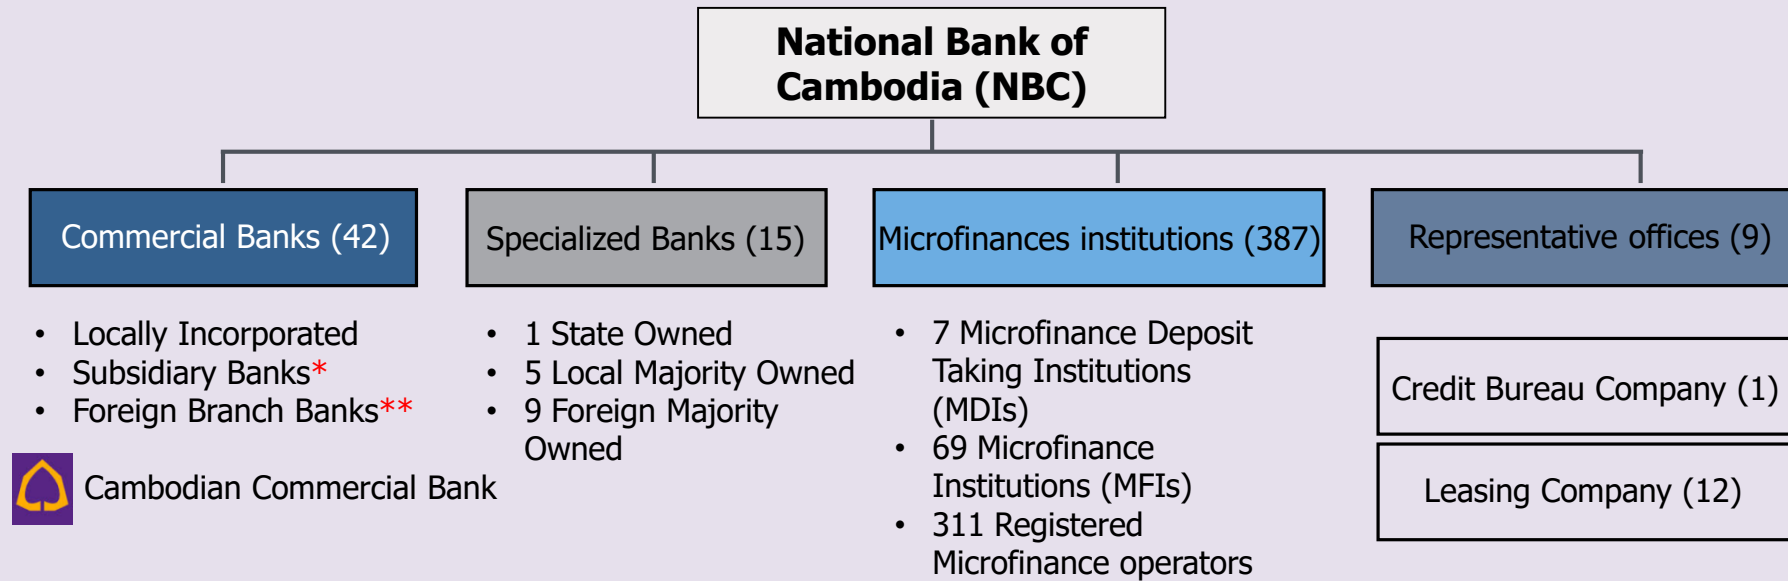 National Bank of
Cambodia (NBC)
Commercial Banks (42)
• Locally Incorporated
• Subsidiary Banks*
• Foreign Branch Banks**
Cambodian Commercial Bank
Specialized Banks (15)
• 1 State Owned
• 5 Local Majority Owned
• 9 Foreign Majority
Owned
Microfinances institutions (387)
• 7 Microfinance Deposit
Taking Institutions
(MDIs)
• 69 Microfinance
Institutions (MFIs)
• 311 Registered
Microfinance operators
Representative offices (9)
Credit Bureau Company (1)
Leasing Company (12)